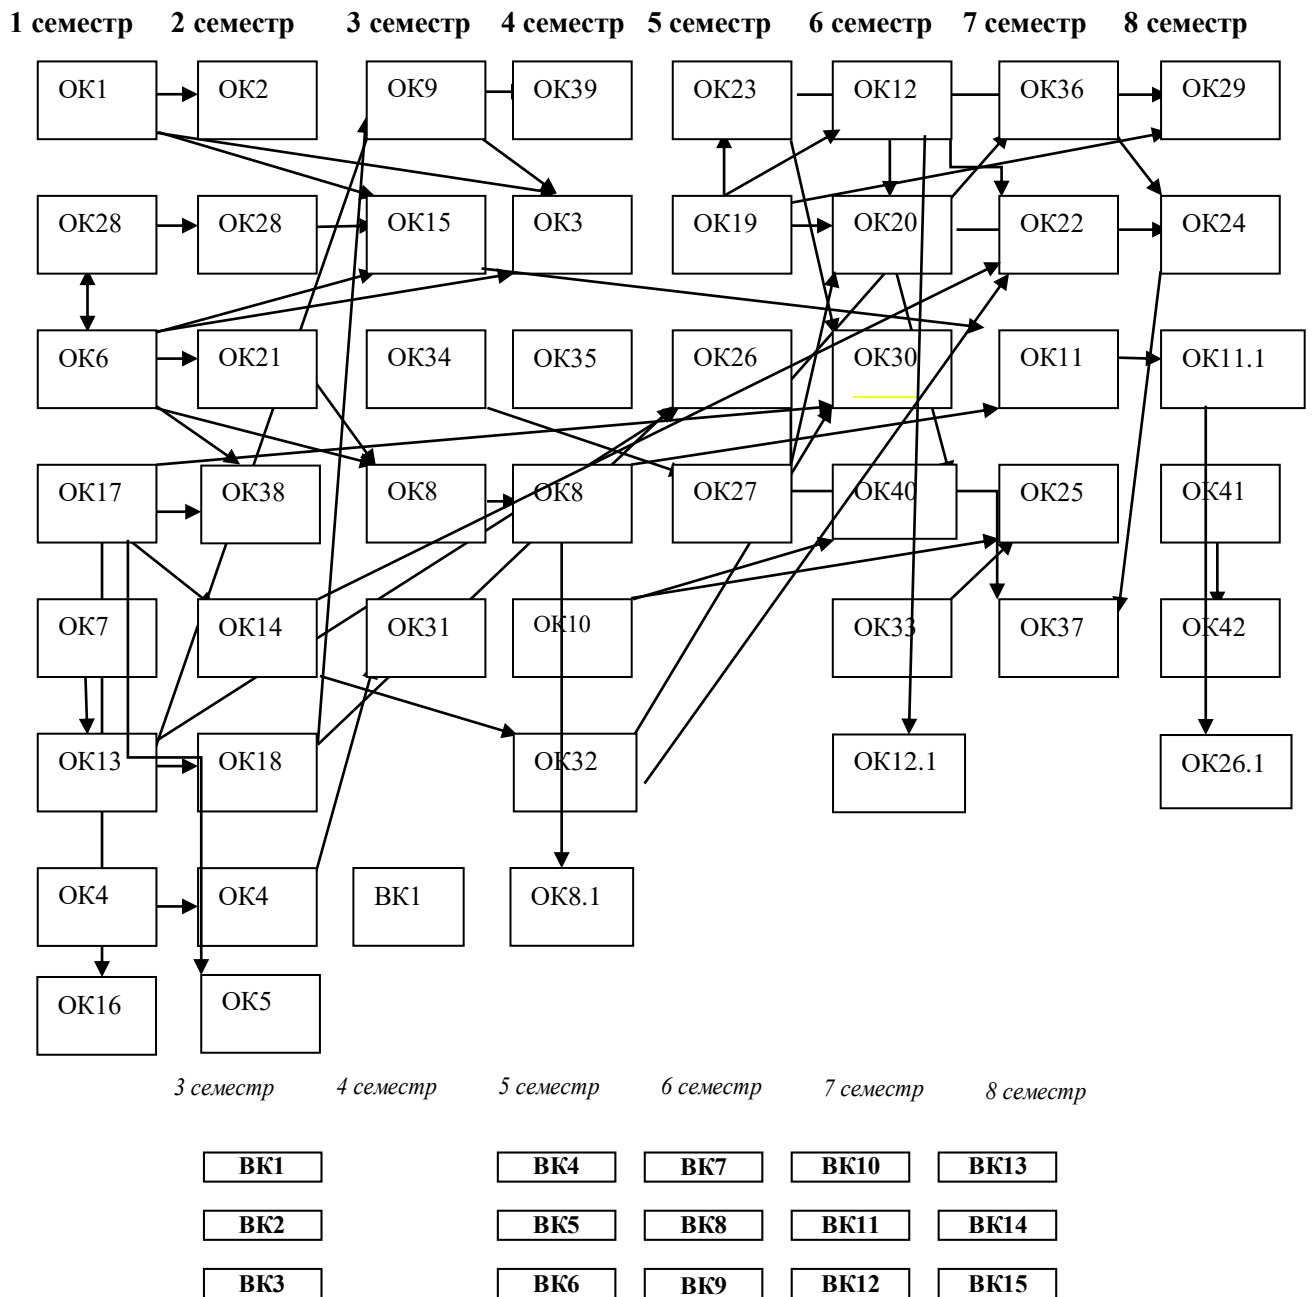 1 семестр 2 семестр 3 семестр 4 семестр 5 семестр 6 семестр 7 семестр 8 семестр
ОК1 ОК2 ОК9 ОК39 ОК23 ОК12 ОК36 ОК29
ОК28 ОК28 ОК15 ОК3 ОК19 ОК20 ОК22 ОК24
ОК6 ОК21 ОК34 ОК35 ОК26 ОК30 ОК11 ОК11.1
ОК17 ОК38 ОК8 ОК8 ОК27 ОК40 ОК25 ОК41
ОК7 ОК14 ОК31 ОК10 ОК33 ОК37 ОК42
ОК13 ОК18 ОК32 ОК12.1 ОК26.1
ОК4 ОК4 ВК1 ОК8.1
ОК16 ОК5
3 семестр 4 семестр 5 семестр 6 семестр 7 семестр 8 семестр
ВК1 ВК4 ВК7 ВК10 ВК13
ВК2 ВК5 ВК8 ВК11 ВК14
ВК3 ВК6 ВК9 ВК12 ВК15